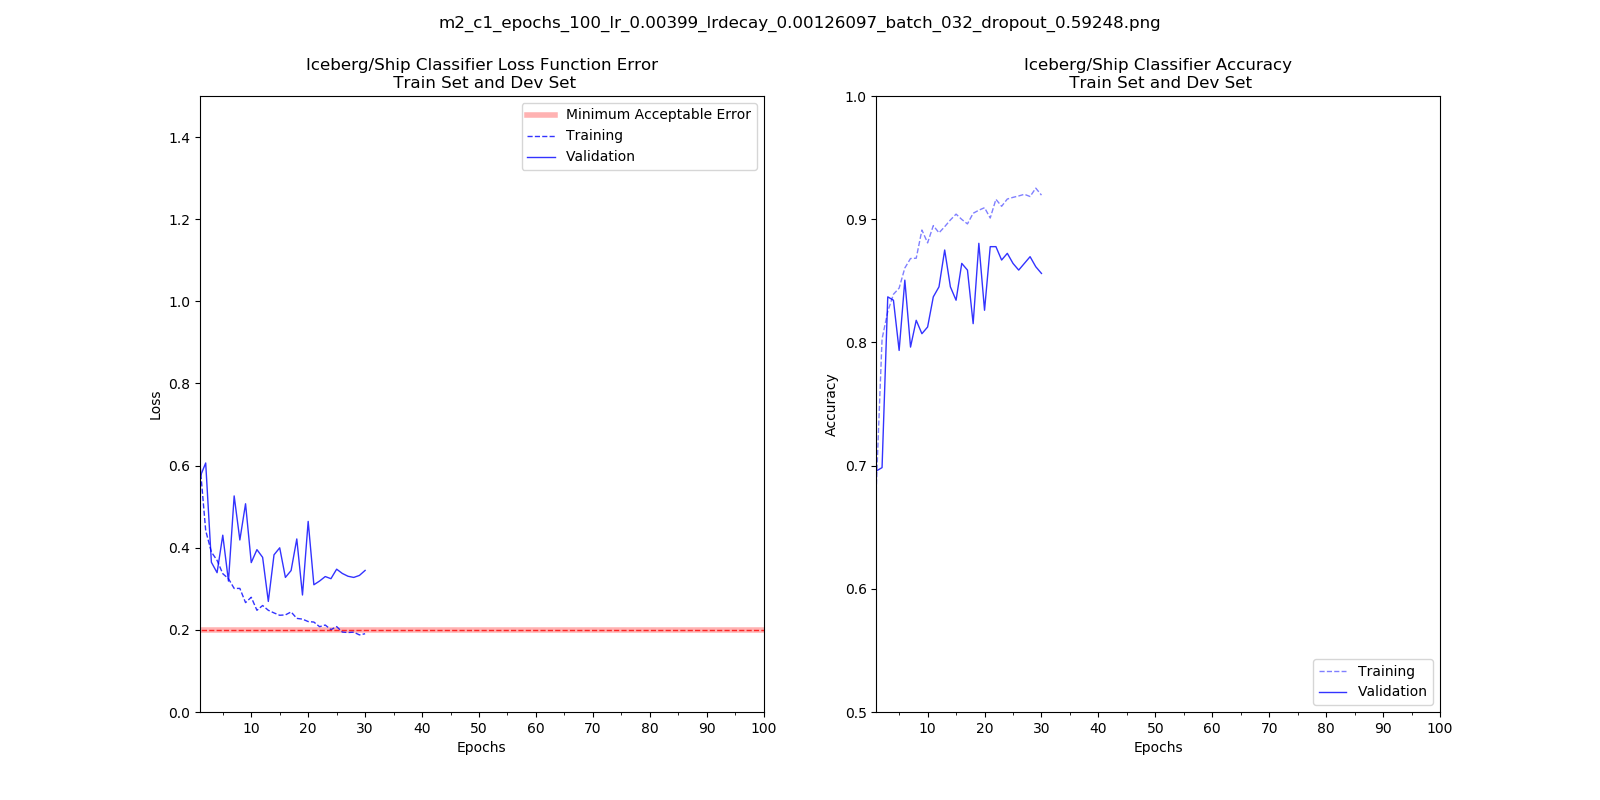 m2_c1_epochs_100_lr_0.00399_lrdecay_0.00126097_batch_032_dropout_0.59248.png
Iceberg/Ship Classifier Loss Function Error
Train Set and Dev Set
1.4
1.2
1.0
0.8
0.6
0.4
0.2
0.0
Loss
Minimum Acceptable Error
Training
Validation
10 20 30 40 50 60 70 80 90 100
Epochs
Iceberg/Ship Classifier Accuracy
Train Set and Dev Set
1.0
0.9
0.8
0.7
0.6
0.5
Accuracy
Training
Validation
10 20 30 40 50 60 70 80 90 100
Epochs